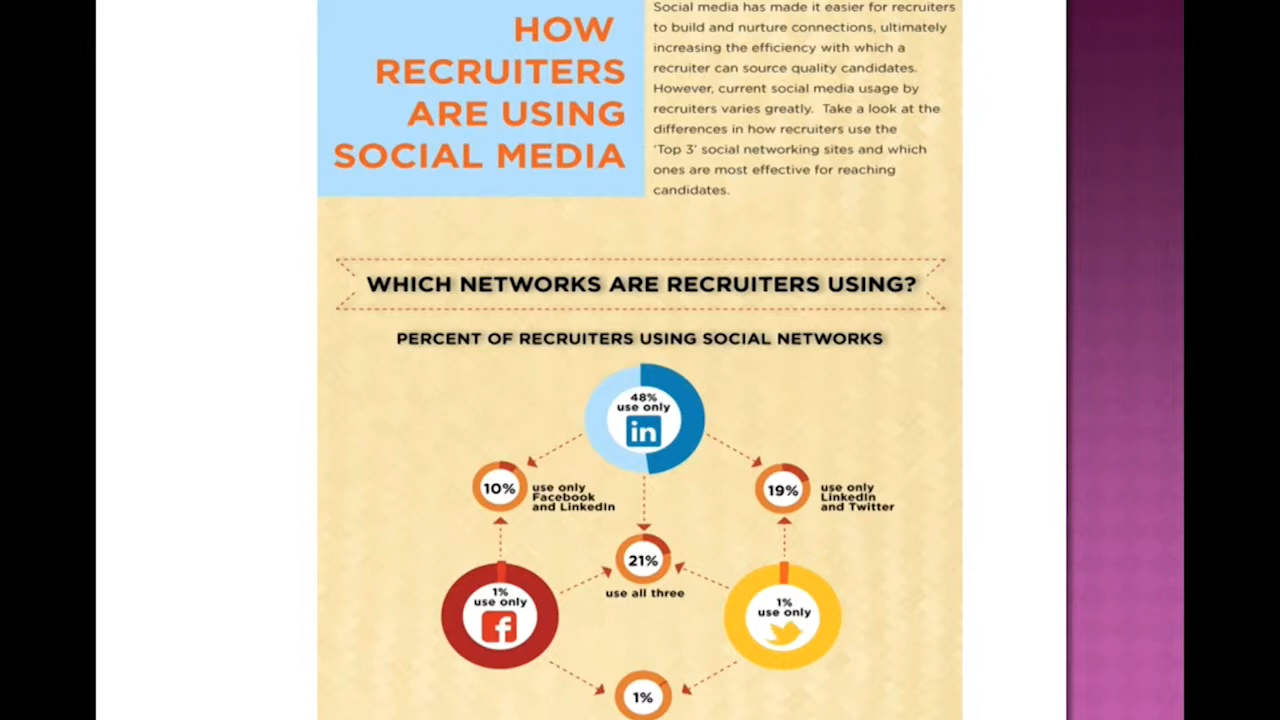 HOW
RECRUITERS
ARE USING
SOCIAL MEDIA
Social media has made it easier for recruiters
to build and nurture connections, ultimately
increasing the efficiency with which a
recruiter can source quality candidates.
However, current social media usage by
recruiters varies greatly. Take a look at the
differences in how recruiters use the
'Top 3' social networking sites and which
ones are most effective for reaching
candidates.
WHICH NETWORKS ARE RECRUITERS USING?
PERCENT OF RECRUITERS USING SOCIAL NETWORKS
48%
use only
in
10%
use only
Facebook
and LinkedIn
19%
use only
LinkedIn
and Twitter
21%
use all three
1%
use only
f
1%
use only
1%